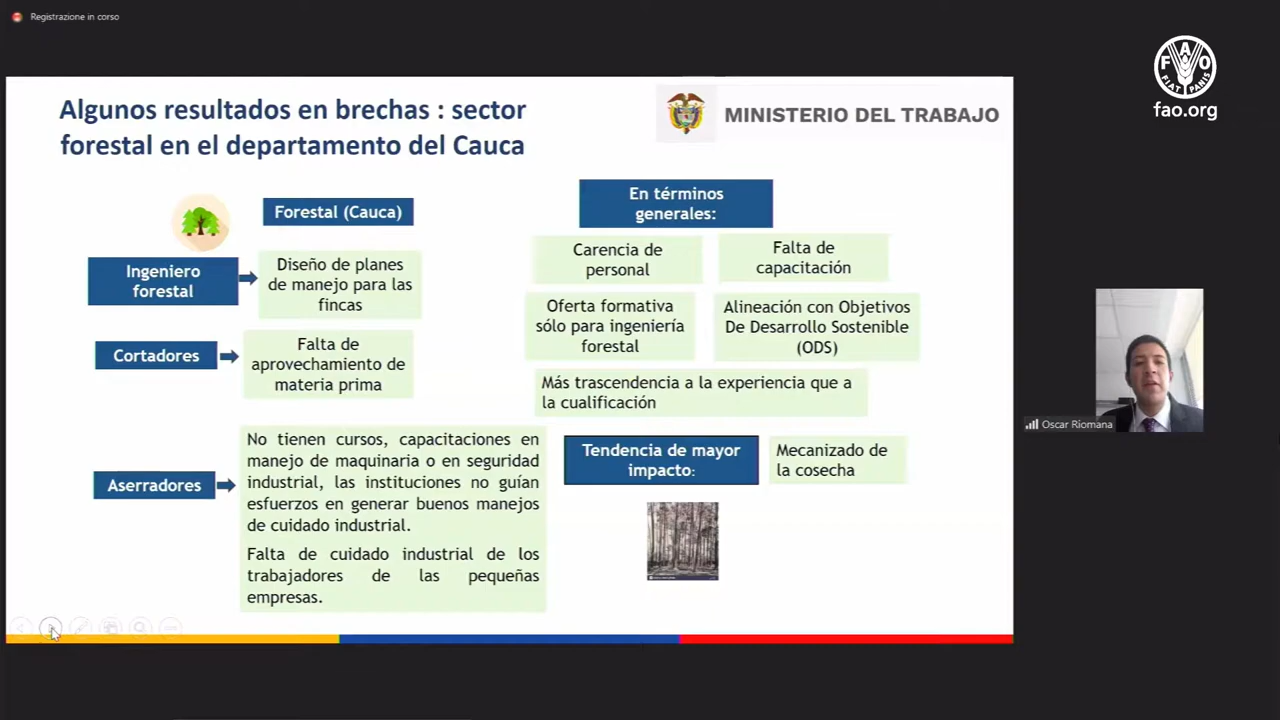 Registrazione in corso
FAO
FIAT PANIS
fao.org
Algunos resultados en brechas : sector
forestal en el departamento del Cauca
MINISTERIO DEL TRABAJO
Forestal (Cauca)
Ingeniero
forestal
Diseño de planes
de manejo para las
fincas
Cortadores
Falta de
aprovechamiento de
materia prima
Aserradores
No tienen cursos, capacitaciones en
manejo de maquinaria o en seguridad
industrial, las instituciones no guían
esfuerzos en generar buenos manejos
de cuidado industrial.
Falta de cuidado industrial de los
trabajadores de las pequeñas
empresas.
En términos
generales:
Carencia de
personal
Falta de
capacitación
Oferta formativa
sólo para ingeniería
forestal
Alineación con Objetivos
De Desarrollo Sostenible
(ODS)
Más trascendencia a la experiencia que a
la cualificación
Tendencia de mayor
impacto:
Mecanizado de
la cosecha
Oscar Riomana